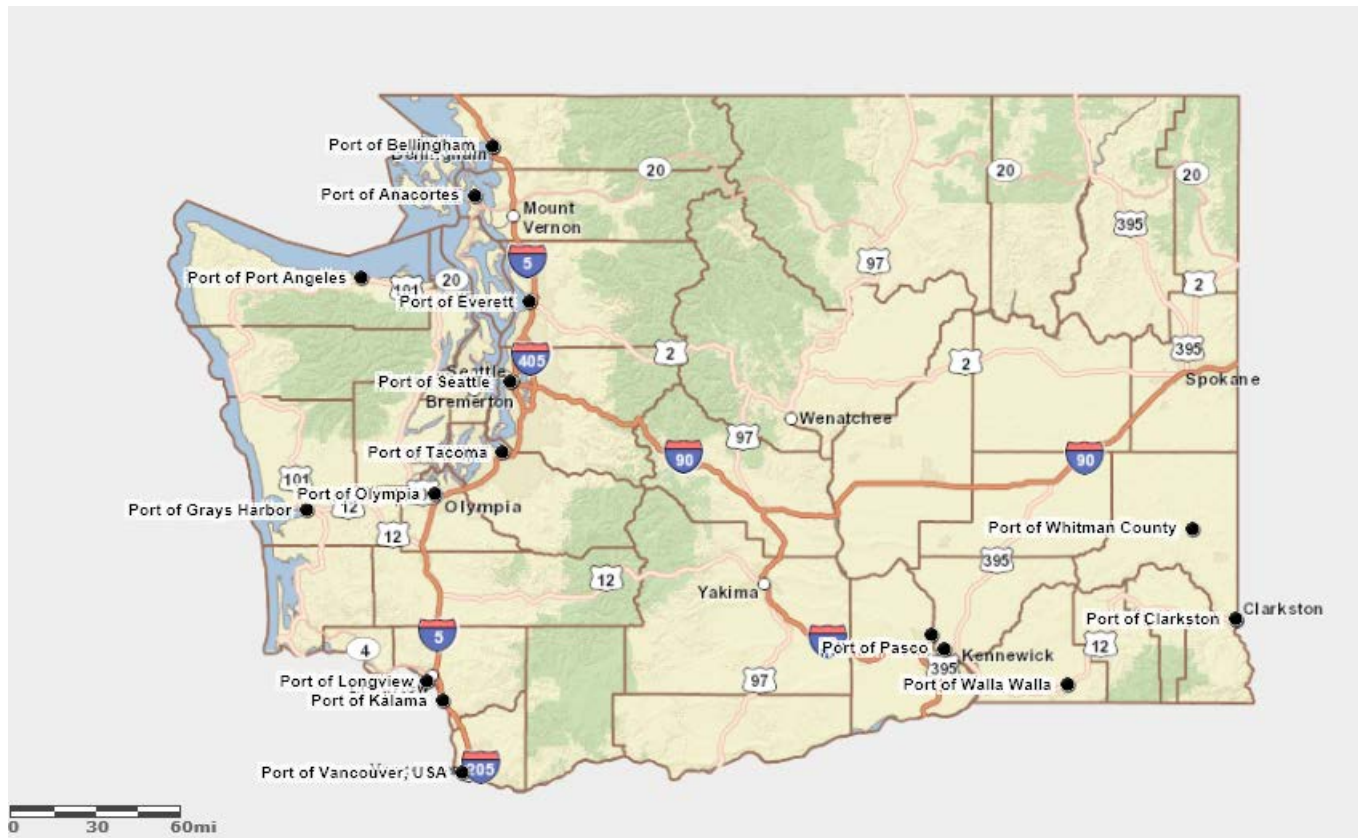 Port of Bellingham
20
20
20
Port of Anacortes
Mount
Vernon
395
5
97
Port of Port Angeles
101
20
2
Port of Everett
405
2
2
395
Seattle
Port of Seattle
Spokane
Bremerton
Wenatchee
97
Port of Tacoma
90
90
101
Port of Olympia
Olympia
12
Port of Grays Harbor
12
Port of Whitman County
395
12
Yakima
Clarkston
Port of Clarkston
5
4
Port of Pasco
12
Kennewick
395
Port of Longview
97
Port of Walla Walla
Port of Kalama
Port of Vancouver, USA
205
0 30 60mi